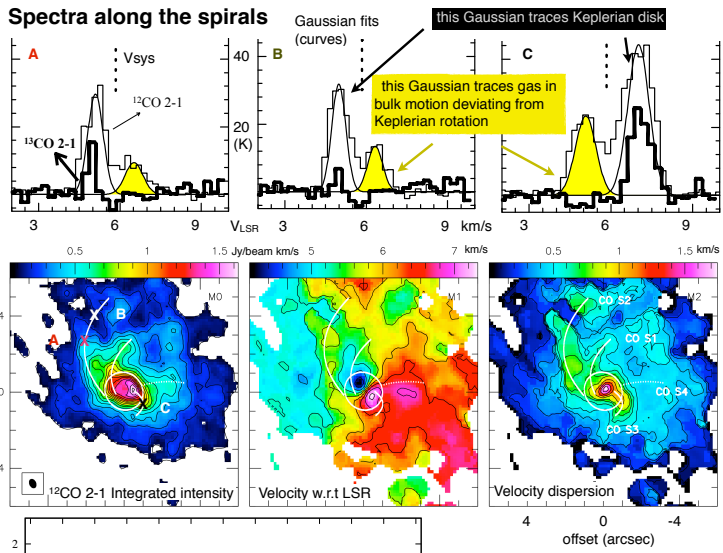 Spectra along the spirals
Gaussian fits
(curves)
this Gaussian traces Keplerian disk
A
Vsys
¹²CO 2-1
¹³CO 2-1
B
40
20
(K)
this Gaussian traces gas in
bulk motion deviating from
Keplerian rotation
C
3 6 9 V_LSR 3 6 9 km/s 3 6 9
0.5 1 1.5 Jy/beam km/s 5 6 7 km/s 0.5 1 1.5 km/s
M0 M1 M2
X B
A X
C
CO S2
CO S1
CO S4
CO S3
4
0
4
¹²CO 2-1 Integrated intensity
Velocity w.r.t LSR
Velocity dispersion
4 0 -4
offset (arcsec)
2